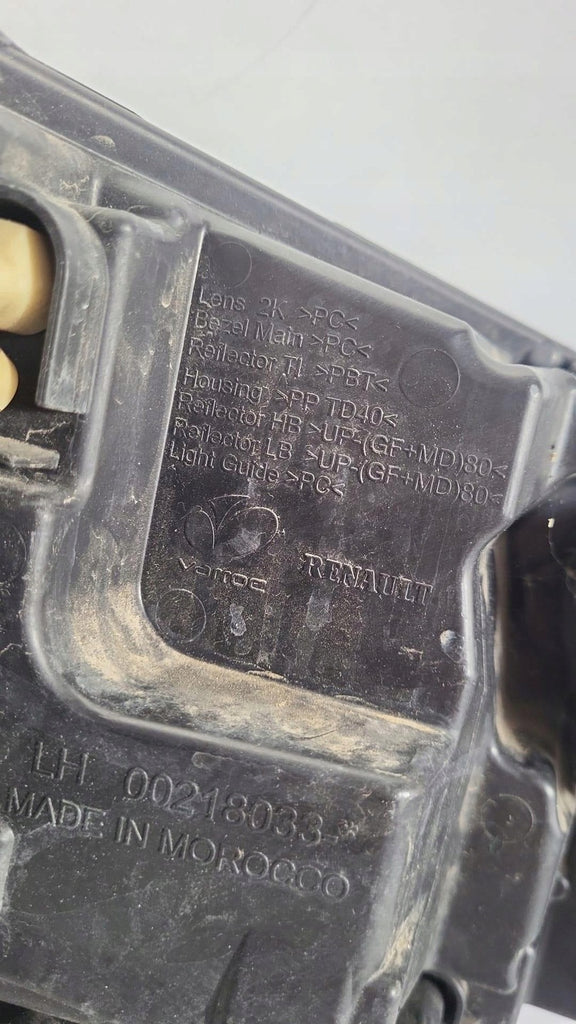 Lens 2K >PC<
Bezel Main >PC<
Reflector TI >PBT<
Housing >PP TD40<
Reflector HB >UP-(GF+MD)80<
Reflector LB >UP-(GF+MD)80<
Light Guide >PC<
varroc
RENAULT
LH 00218033-*
MADE IN MOROCCO